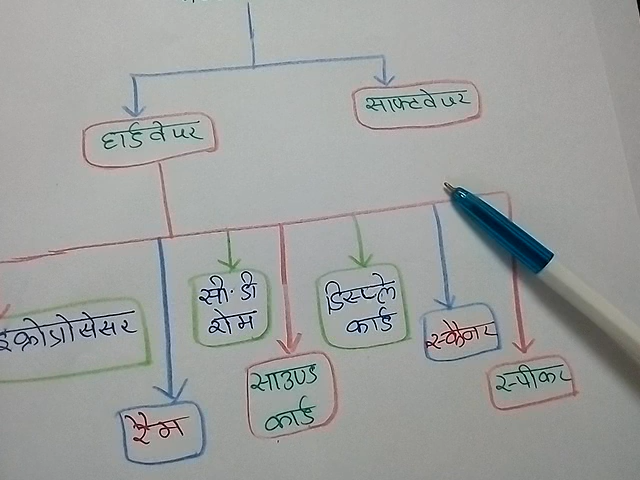 हार्डवेयर
साफ्टवेयर
इक्रोप्रोसेसर
सी.डी
रोम
डिस्प्ले
कार्ड
स्कैनर
स्पीकर
साउण्ड
कार्ड
रैम